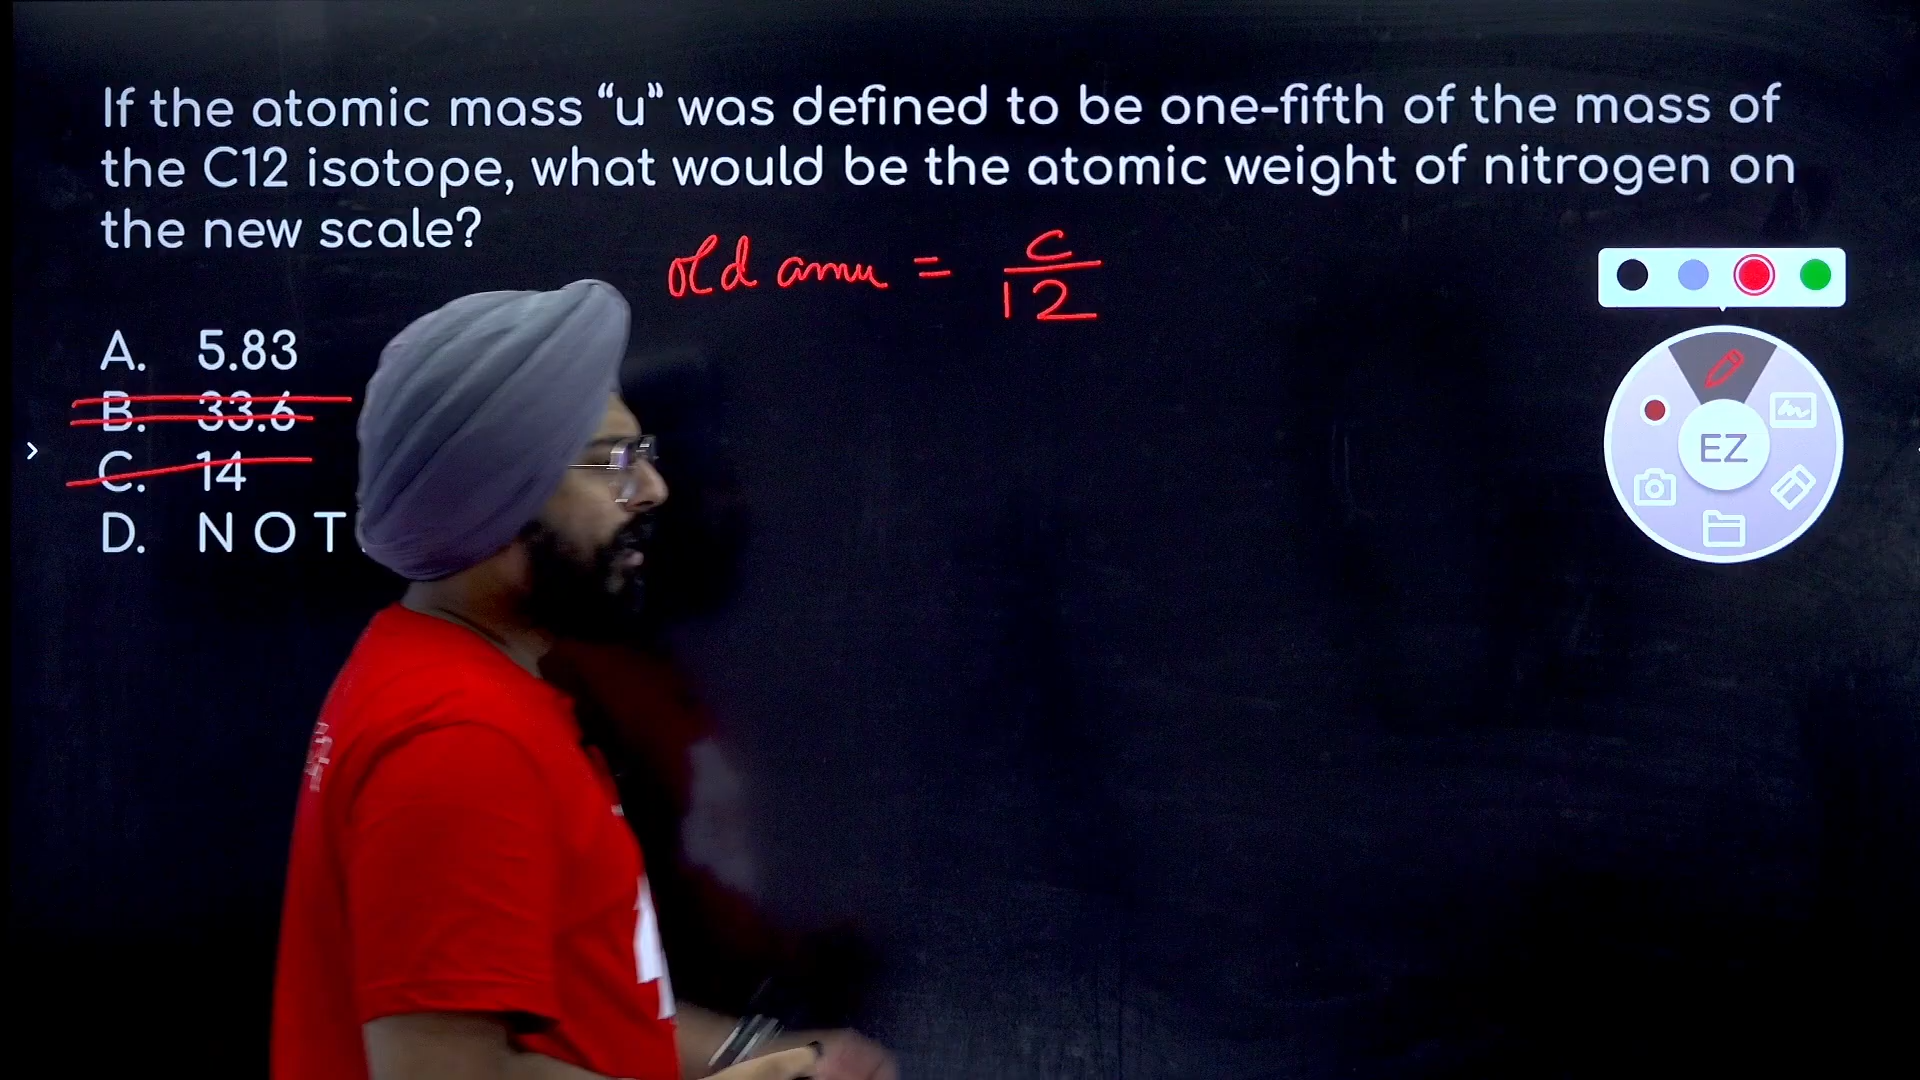 If the atomic mass “u” was defined to be one-fifth of the mass of
the C12 isotope, what would be the atomic weight of nitrogen on
the new scale?
old amu = C
12
A. 5.83
B. 33.6
C. 14
D. N O T
EZ